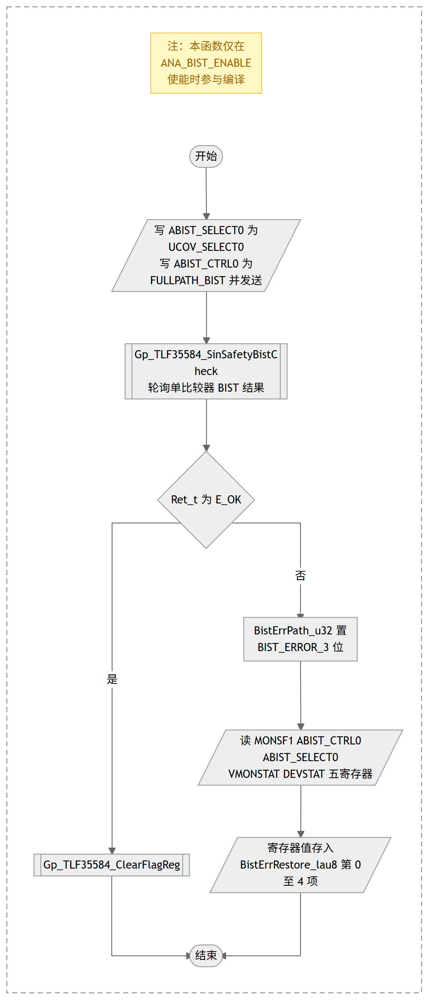 注：本函数仅在
ANA_BIST_ENABLE
使能时参与编译
开始
写 ABIST_SELECT0 为
UCOV_SELECT0
写 ABIST_CTRL0 为
FULLPATH_BIST 并发送
Gp_TLF35584_SinSafetyBistC
heck
轮询单比较器 BIST 结果
Ret_t 为 E_OK
否
BistErrPath_u32 置
BIST_ERROR_3 位
是
读 MONSF1 ABIST_CTRL0
ABIST_SELECT0
VMONSTAT DEVSTAT 五寄存器
寄存器值存入
BistErrRestore_lau8 第 0
至 4 项
Gp_TLF35584_ClearFlagReg
结束